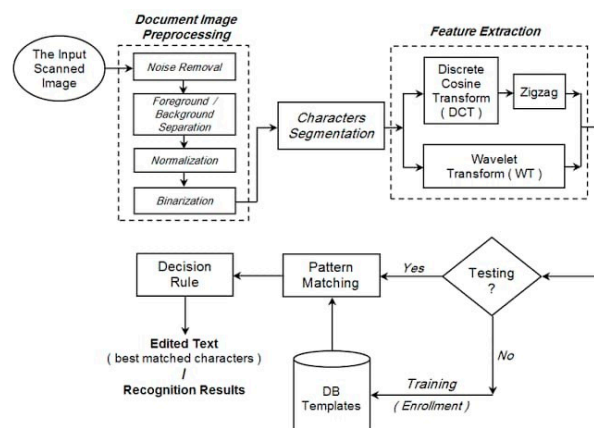 Document Image
Preprocessing
The Input
Scanned
Image
Noise Removal
Foreground /
Background
Separation
Normalization
Binarization
Characters
Segmentation
Feature Extraction
Discrete
Cosine
Transform
( DCT )
Zigzag
Wavelet
Transform ( WT )
Testing
?
Yes
No
Pattern
Matching
Decision
Rule
Edited Text
( best matched characters )
/
Recognition Results
DB
Templates
Training
( Enrollment )